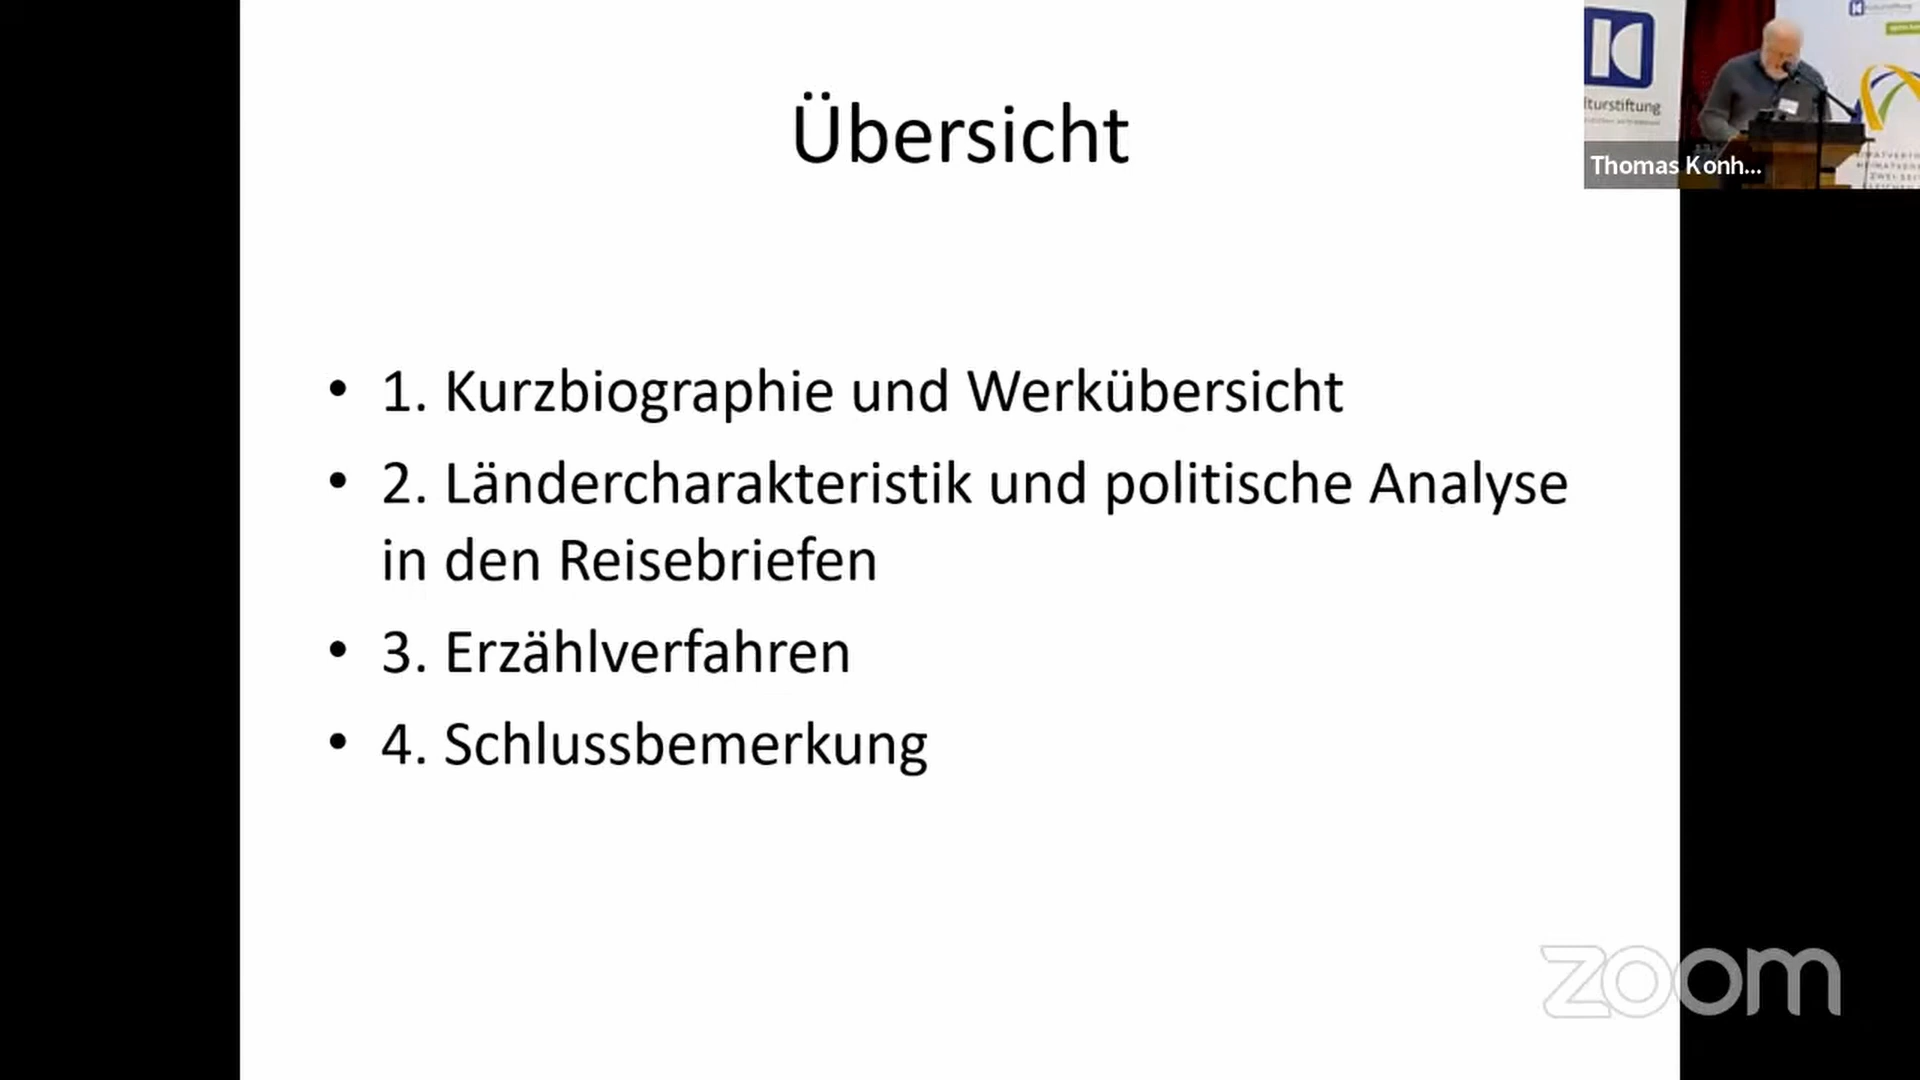 Übersicht
• 1. Kurzbiographie und Werkübersicht
• 2. Ländercharakteristik und politische Analyse
in den Reisebriefen
• 3. Erzählverfahren
• 4. Schlussbemerkung
lturstiftung
Thomas Konh...
zoom